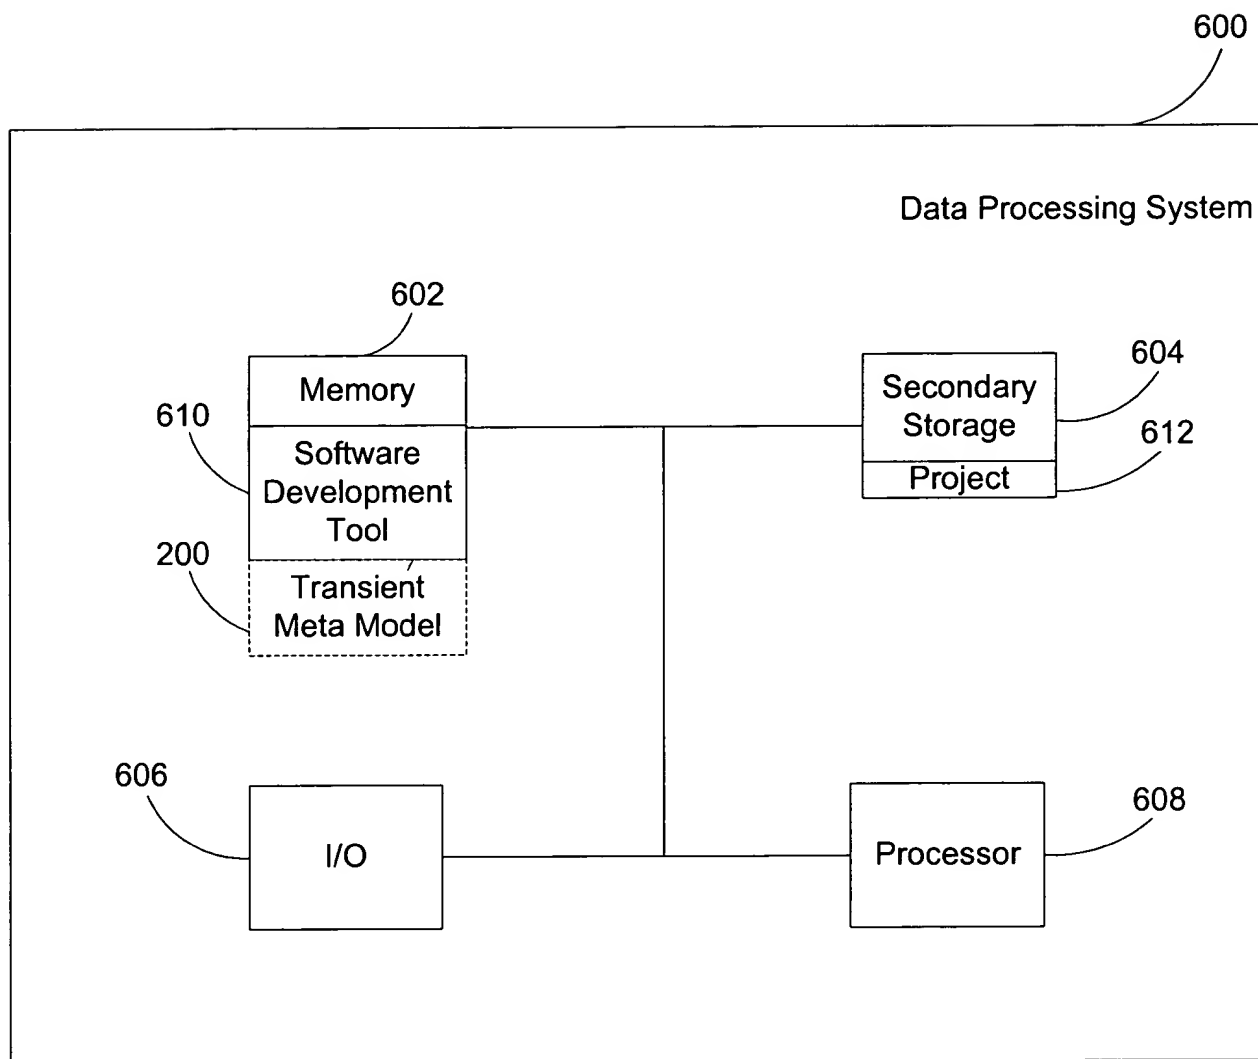 600
Data Processing System
602
Memory
610
Software
Development
Tool
200
Transient
Meta Model
604
Secondary
Storage
612
Project
606
I/O
608
Processor